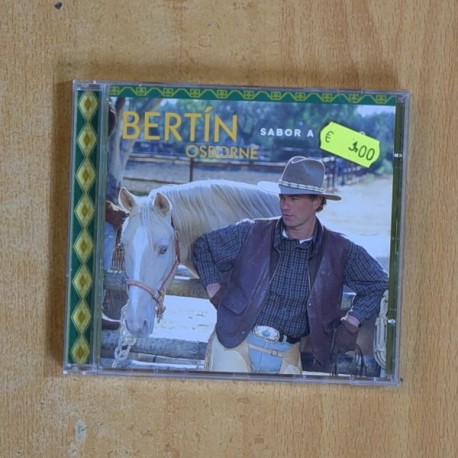 BERTÍN
OSBORNE
SABOR A
€
3,00